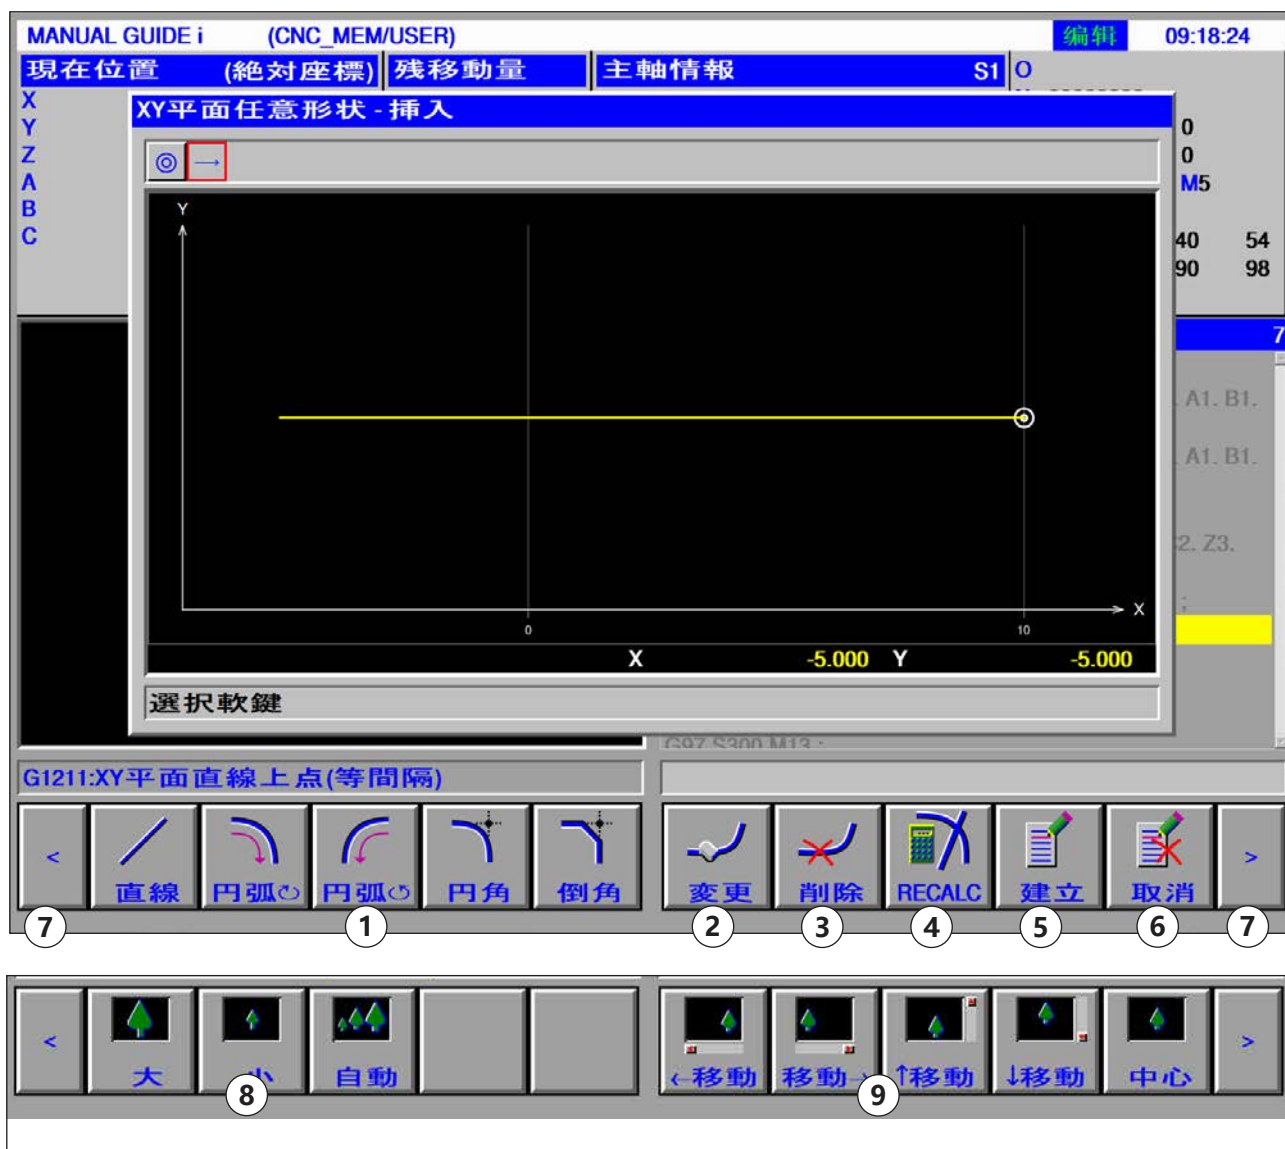 MANUAL GUIDE i (CNC_MEM/USER) 编辑 09:18:24
現在位置 (絶対座標) 残移動量 主軸情報 S1 O
X
Y 0
Z 0
A M5
B
C 40 54
90 98
XY平面任意形状-挿入
◎ →
7
A1. B1.
A1. B1.
2. Z3.
;
Y
X
0 10
X -5.000 Y -5.000
選択軟鍵
G97 S300 M13 ;
G1211:XY平面直線上点(等間隔)
< 直線 円弧↻ 円弧↺ 円角 倒角 変更 削除 RECALC 建立 取消 >
7 1 2 3 4 5 6 7
< 大 小 自動 ←移動 移動→ ↑移動 ↓移動 中心 >
8 9